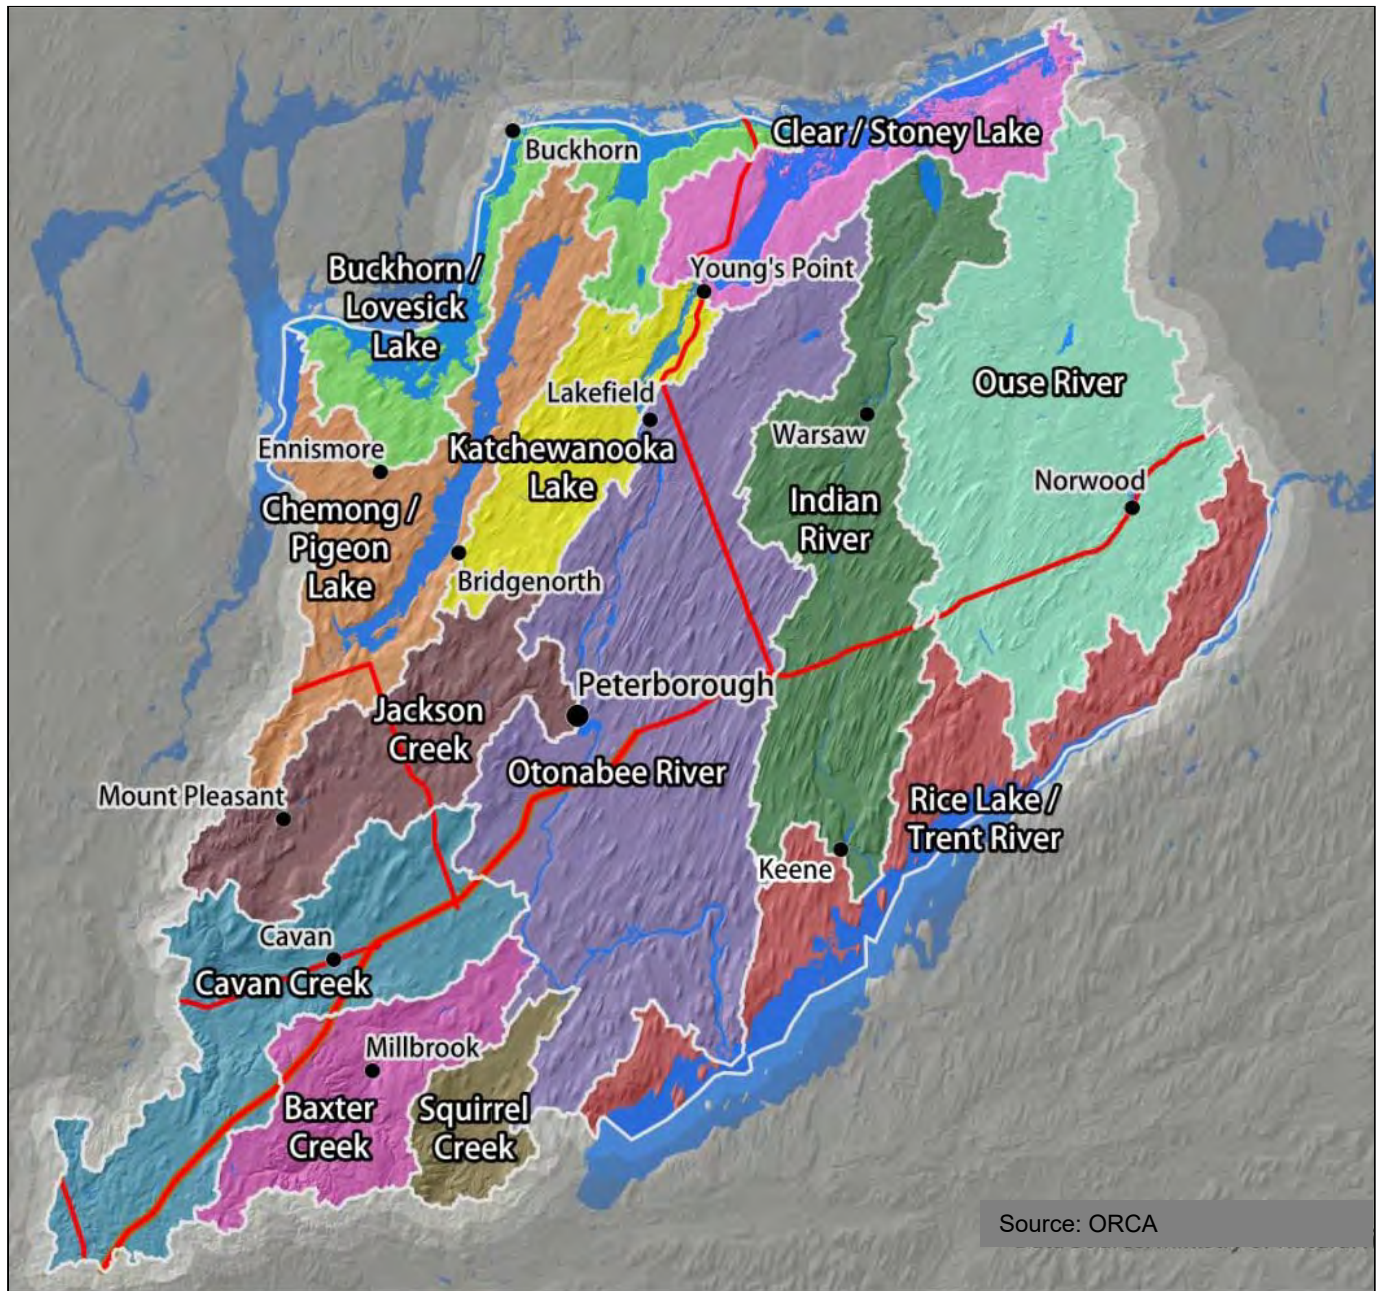 Clear / Stoney Lake
Buckhorn
Buckhorn /
Lovesick
Lake
Young's Point
Lakefield
Katchewanooka
Lake
Ennismore
Chemong /
Pigeon
Lake
Bridgenorth
Warsaw
Indian
River
Ouse River
Norwood
Peterborough
Jackson
Creek
Otonabee River
Mount Pleasant
Rice Lake /
Trent River
Keene
Cavan
Cavan Creek
Millbrook
Baxter
Creek
Squirrel
Creek
Source: ORCA